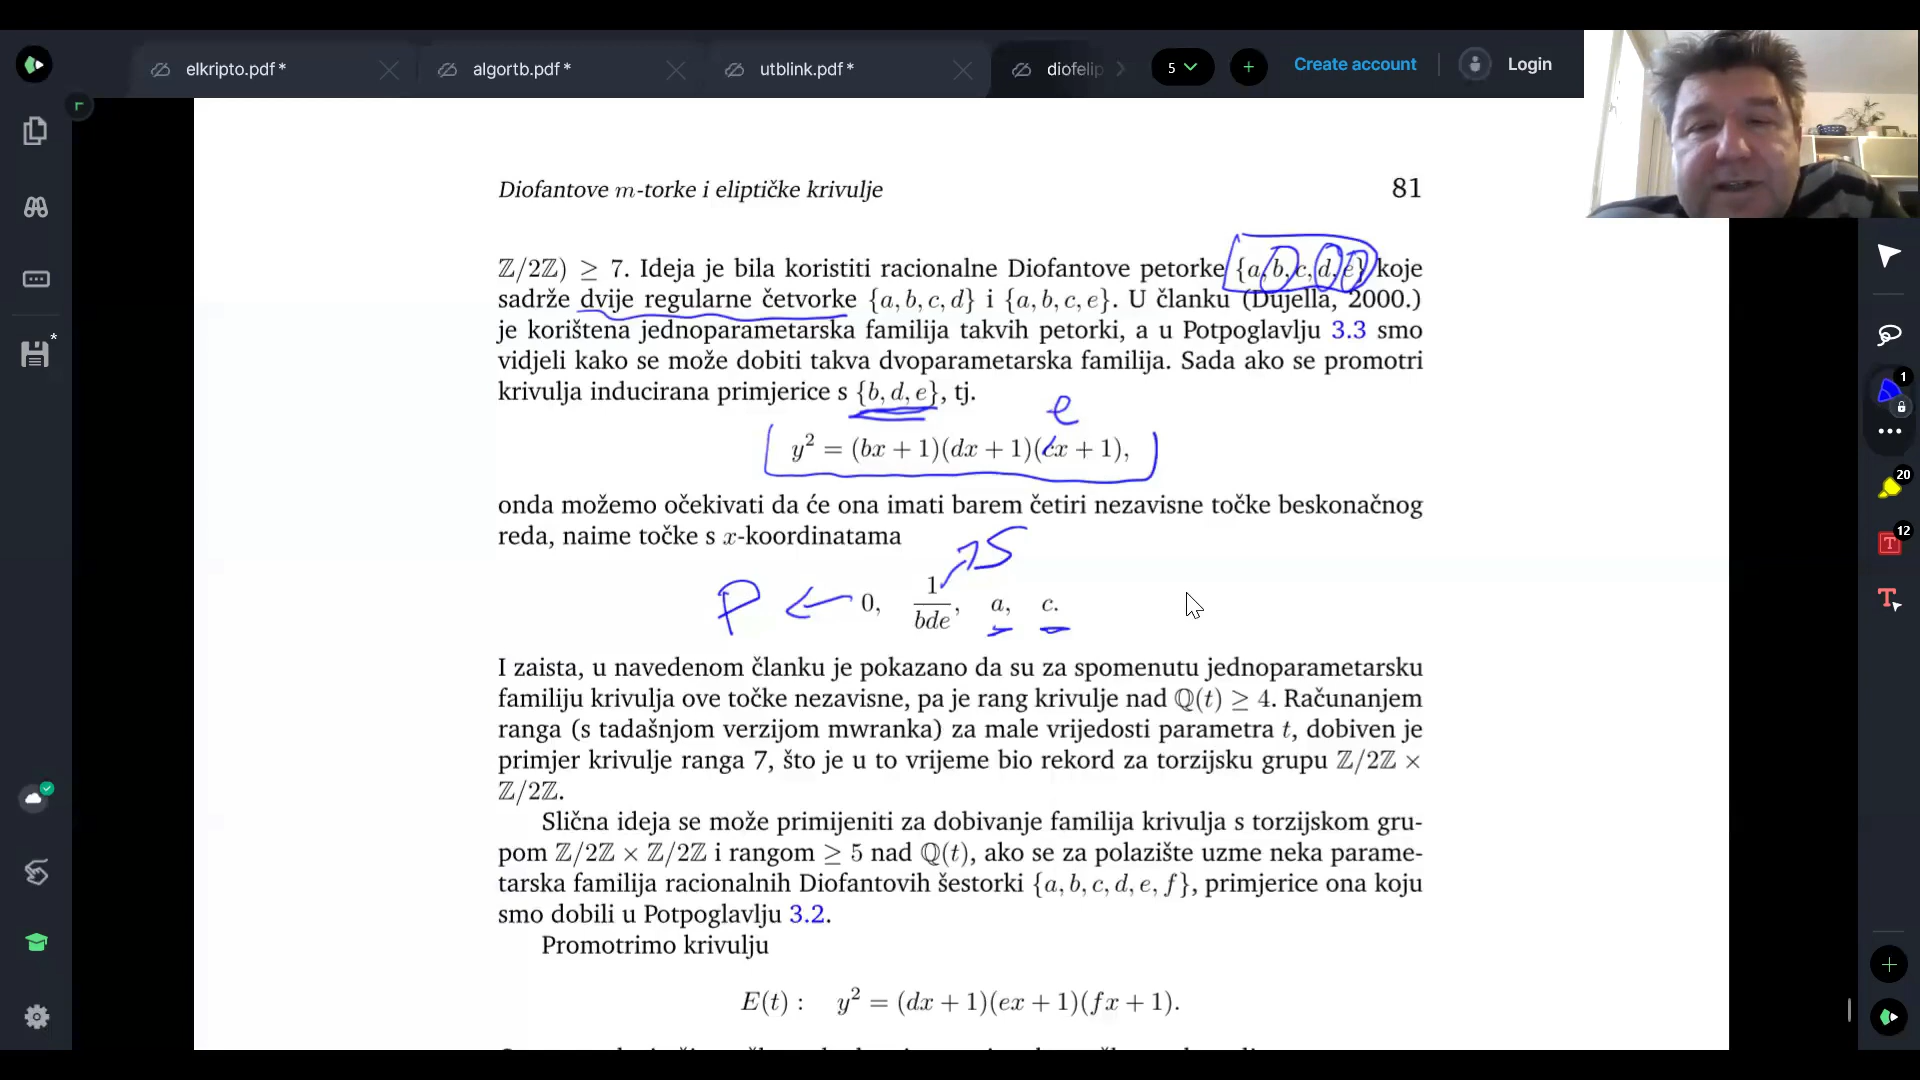 elkripto.pdf *
algortb.pdf *
utblink.pdf *
diofelip
5
Create account
Login
Diofantove m-torke i eliptičke krivulje 81
ℤ/2ℤ) ≥ 7. Ideja je bila koristiti racionalne Diofantove petorke {a, b, c, d, e} koje
sadrže dvije regularne četvorke {a, b, c, d} i {a, b, c, e}. U članku (Dujella, 2000.)
je korištena jednoparametarska familija takvih petorki, a u Potpoglavlju 3.3 smo
vidjeli kako se može dobiti takva dvoparametarska familija. Sada ako se promotri
krivulja inducirana primjerice s {b, d, e}, tj.
e
y² = (bx + 1)(dx + 1)(cx + 1),
onda možemo očekivati da će ona imati barem četiri nezavisne točke beskonačnog
reda, naime točke s x-koordinatama
S
P ← 0, 1/bde, a, c.
I zaista, u navedenom članku je pokazano da su za spomenutu jednoparametarsku
familiju krivulja ove točke nezavisne, pa je rang krivulje nad ℚ(t) ≥ 4. Računanjem
ranga (s tadašnjom verzijom mwranka) za male vrijednosti parametra t, dobiven je
primjer krivulje ranga 7, što je u to vrijeme bio rekord za torzijsku grupu ℤ/2ℤ ×
ℤ/2ℤ.
Slična ideja se može primijeniti za dobivanje familija krivulja s torzijskom gru-
pom ℤ/2ℤ × ℤ/2ℤ i rangom ≥ 5 nad ℚ(t), ako se za polazište uzme neka parame-
tarska familija racionalnih Diofantovih šestorki {a, b, c, d, e, f}, primjerice ona koju
smo dobili u Potpoglavlju 3.2.
Promotrimo krivulju
E(t) : y² = (dx + 1)(ex + 1)(fx + 1).
1
20
12